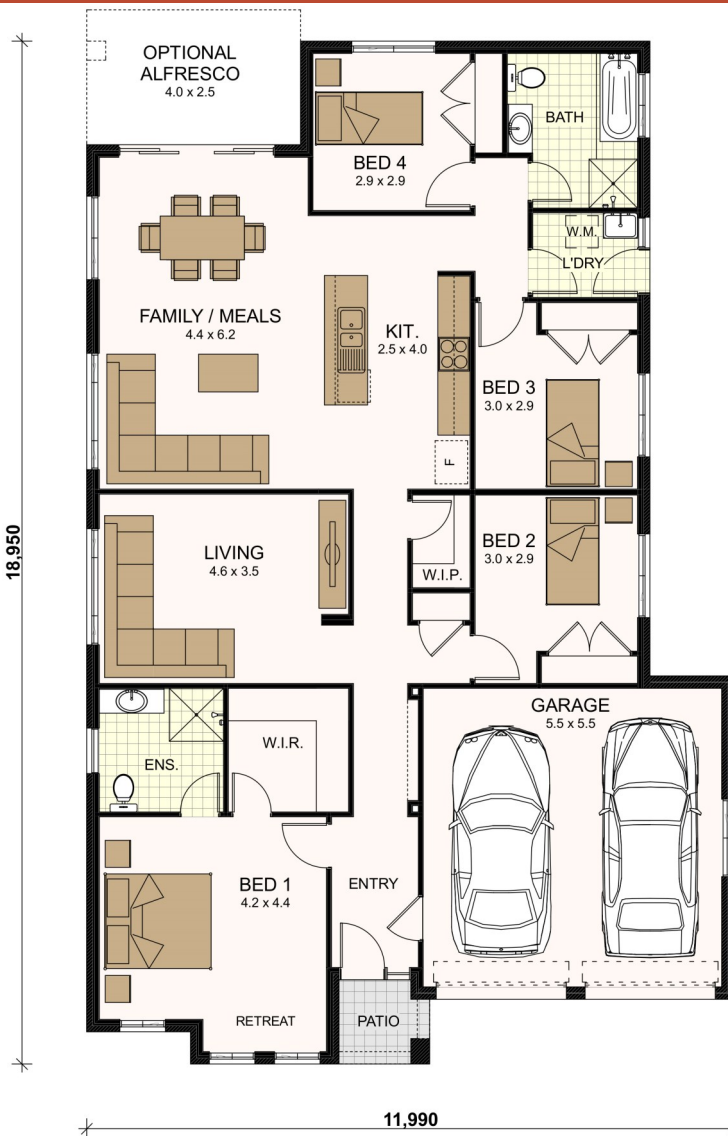 OPTIONAL
ALFRESCO
4.0 x 2.5
BED 4
2.9 x 2.9
BATH
W.M.
L'DRY
FAMILY / MEALS
4.4 x 6.2
KIT.
2.5 x 4.0
F
BED 3
3.0 x 2.9
18,950
LIVING
4.6 x 3.5
W.I.P.
BED 2
3.0 x 2.9
ENS.
W.I.R.
GARAGE
5.5 x 5.5
BED 1
4.2 x 4.4
ENTRY
RETREAT
PATIO
11,990